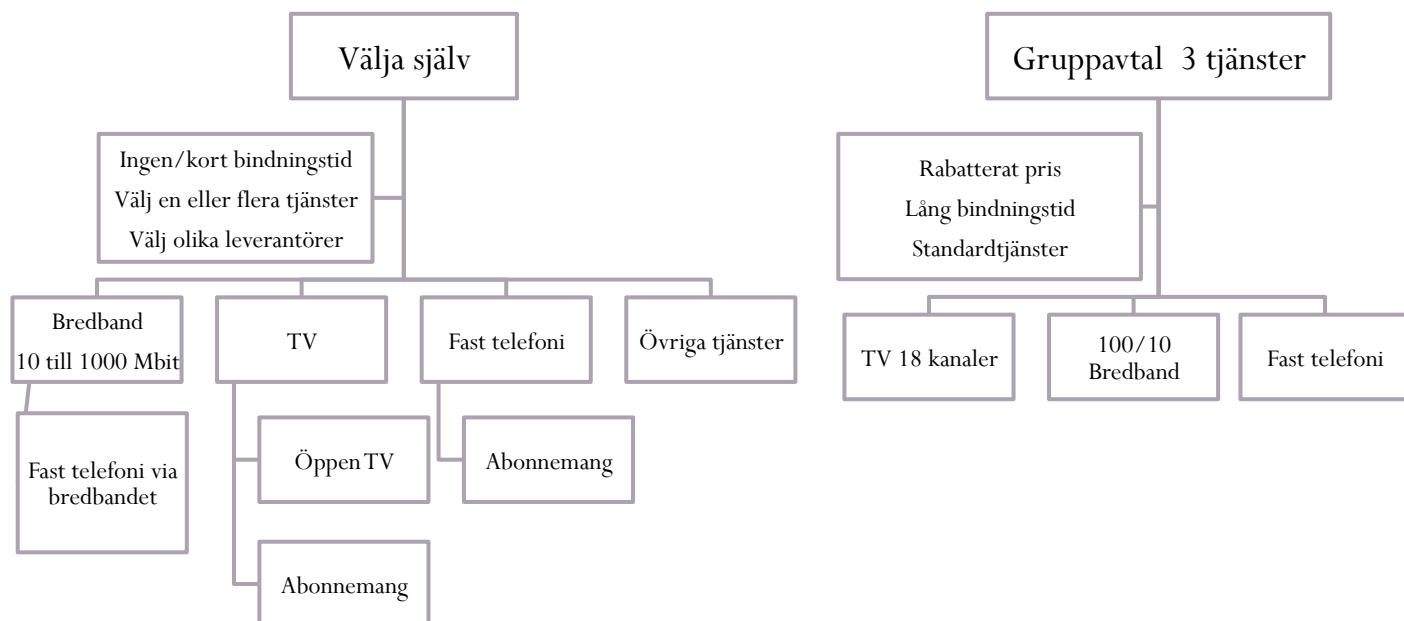 Välja själv
Ingen/kort bindningstid
Välj en eller flera tjänster
Välj olika leverantörer
Bredband
10 till 1000 Mbit
Fast telefoni via
bredbandet
TV
Öppen TV
Abonnemang
Fast telefoni
Abonnemang
Övriga tjänster
Gruppavtal 3 tjänster
Rabatterat pris
Lång bindningstid
Standardtjänster
TV 18 kanaler
100/10
Bredband
Fast telefoni